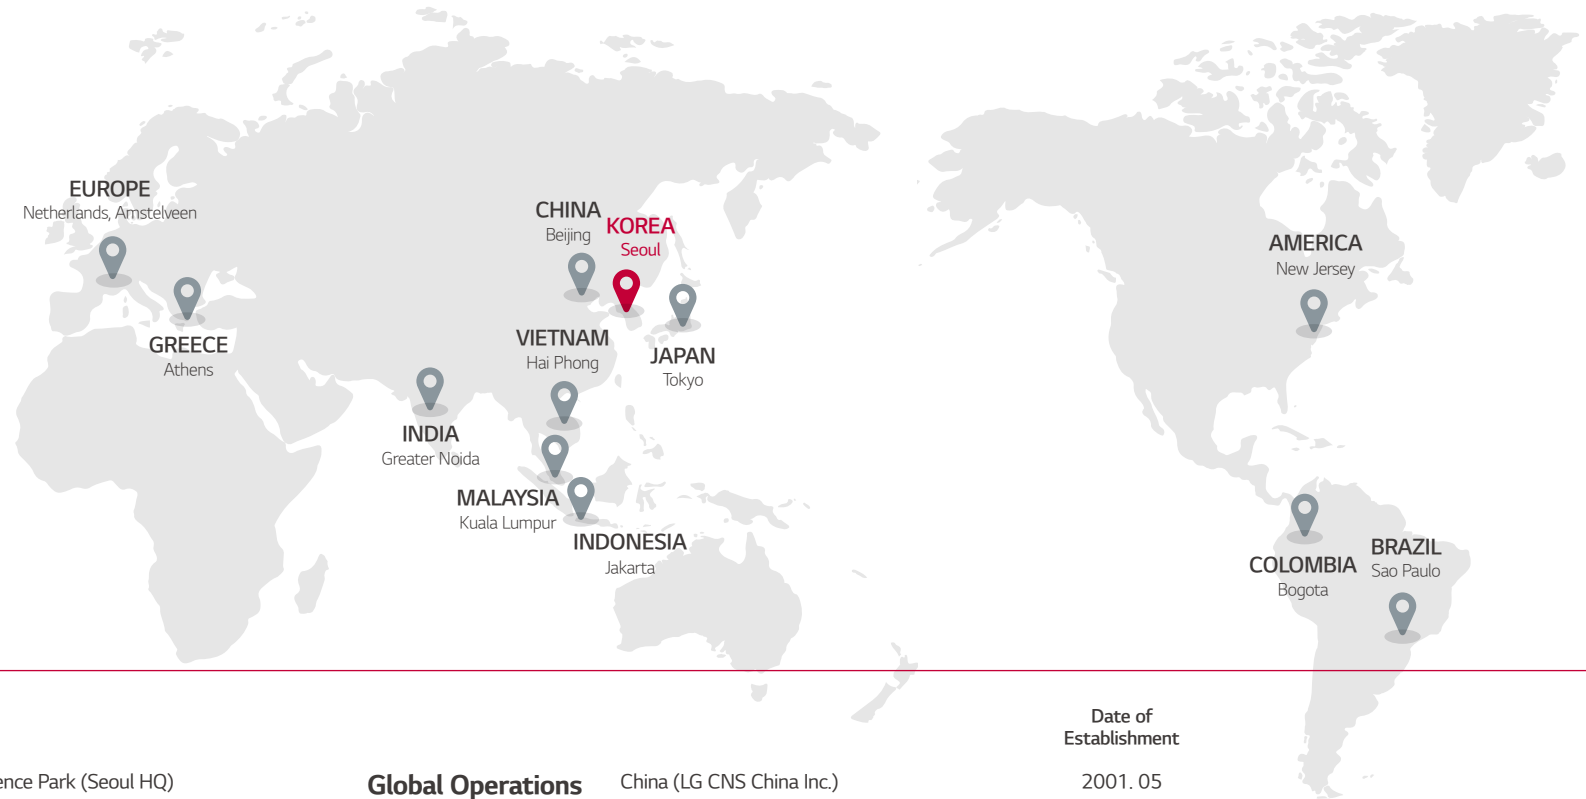 EUROPE
Netherlands, Amstelveen
GREECE
Athens
CHINA
Beijing
KOREA
Seoul
VIETNAM
Hai Phong
JAPAN
Tokyo
INDIA
Greater Noida
MALAYSIA
Kuala Lumpur
INDONESIA
Jakarta
AMERICA
New Jersey
COLOMBIA
Bogota
BRAZIL
Sao Paulo
Date of
Establishment
ence Park (Seoul HQ)
Global Operations
China (LG CNS China Inc.)
2001. 05